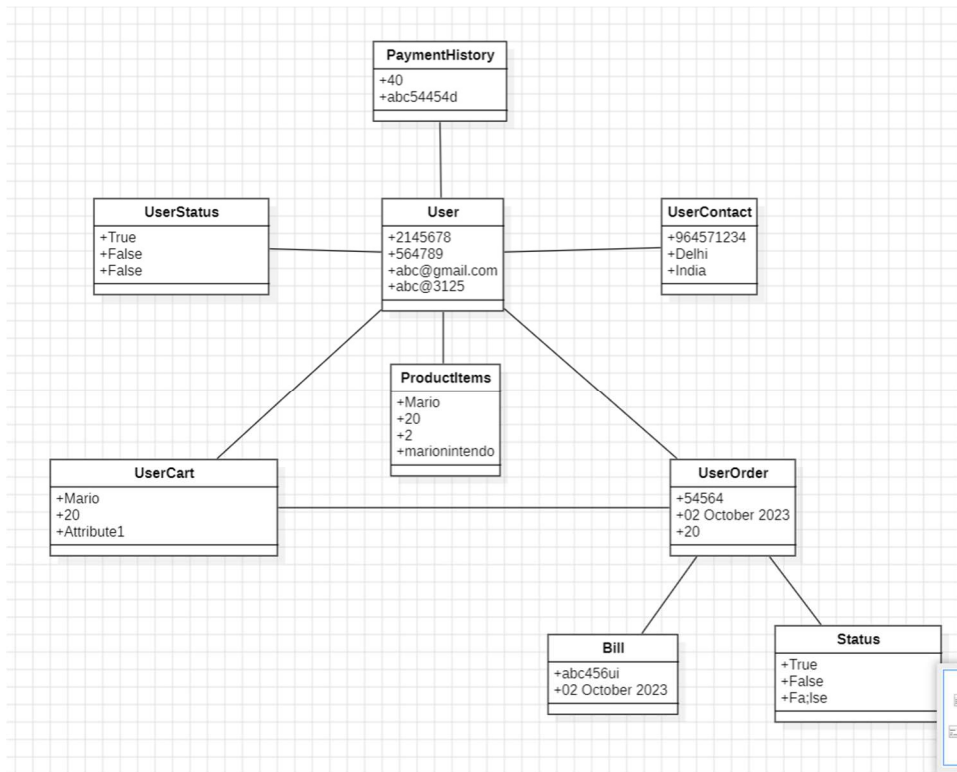 PaymentHistory
+40
+abc54454d
UserStatus
+True
+False
+False
User
+2145678
+564789
+abc@gmail.com
+abc@3125
UserContact
+964571234
+Delhi
+India
ProductItems
+Mario
+20
+2
+marionintendo
UserCart
+Mario
+20
+Attribute1
UserOrder
+54564
+02 October 2023
+20
Bill
+abc456ui
+02 October 2023
Status
+True
+False
+Fa;lse